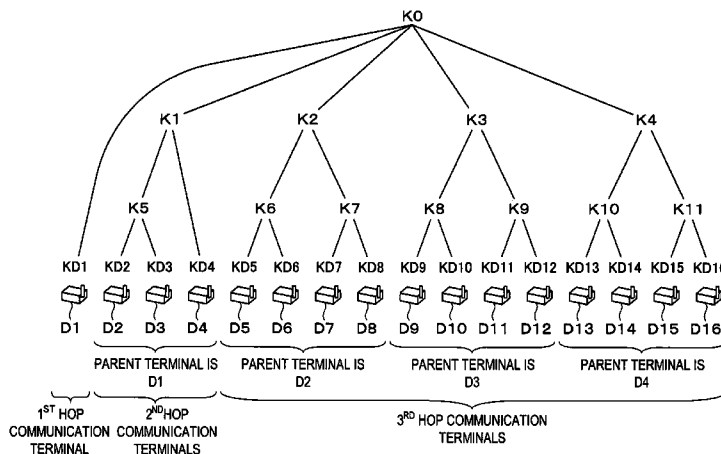 K0
K1 K2 K3 K4
K5 K6 K7 K8 K9 K10 K11
KD1 KD2 KD3 KD4 KD5 KD6 KD7 KD8 KD9 KD10 KD11 KD12 KD13 KD14 KD15 KD16
D1 D2 D3 D4 D5 D6 D7 D8 D9 D10 D11 D12 D13 D14 D15 D16
PARENT TERMINAL IS
D1
PARENT TERMINAL IS
D2
PARENT TERMINAL IS
D3
PARENT TERMINAL IS
D4
1ST HOP
COMMUNICATION
TERMINAL
2ND HOP
COMMUNICATION
TERMINALS
3RD HOP COMMUNICATION
TERMINALS